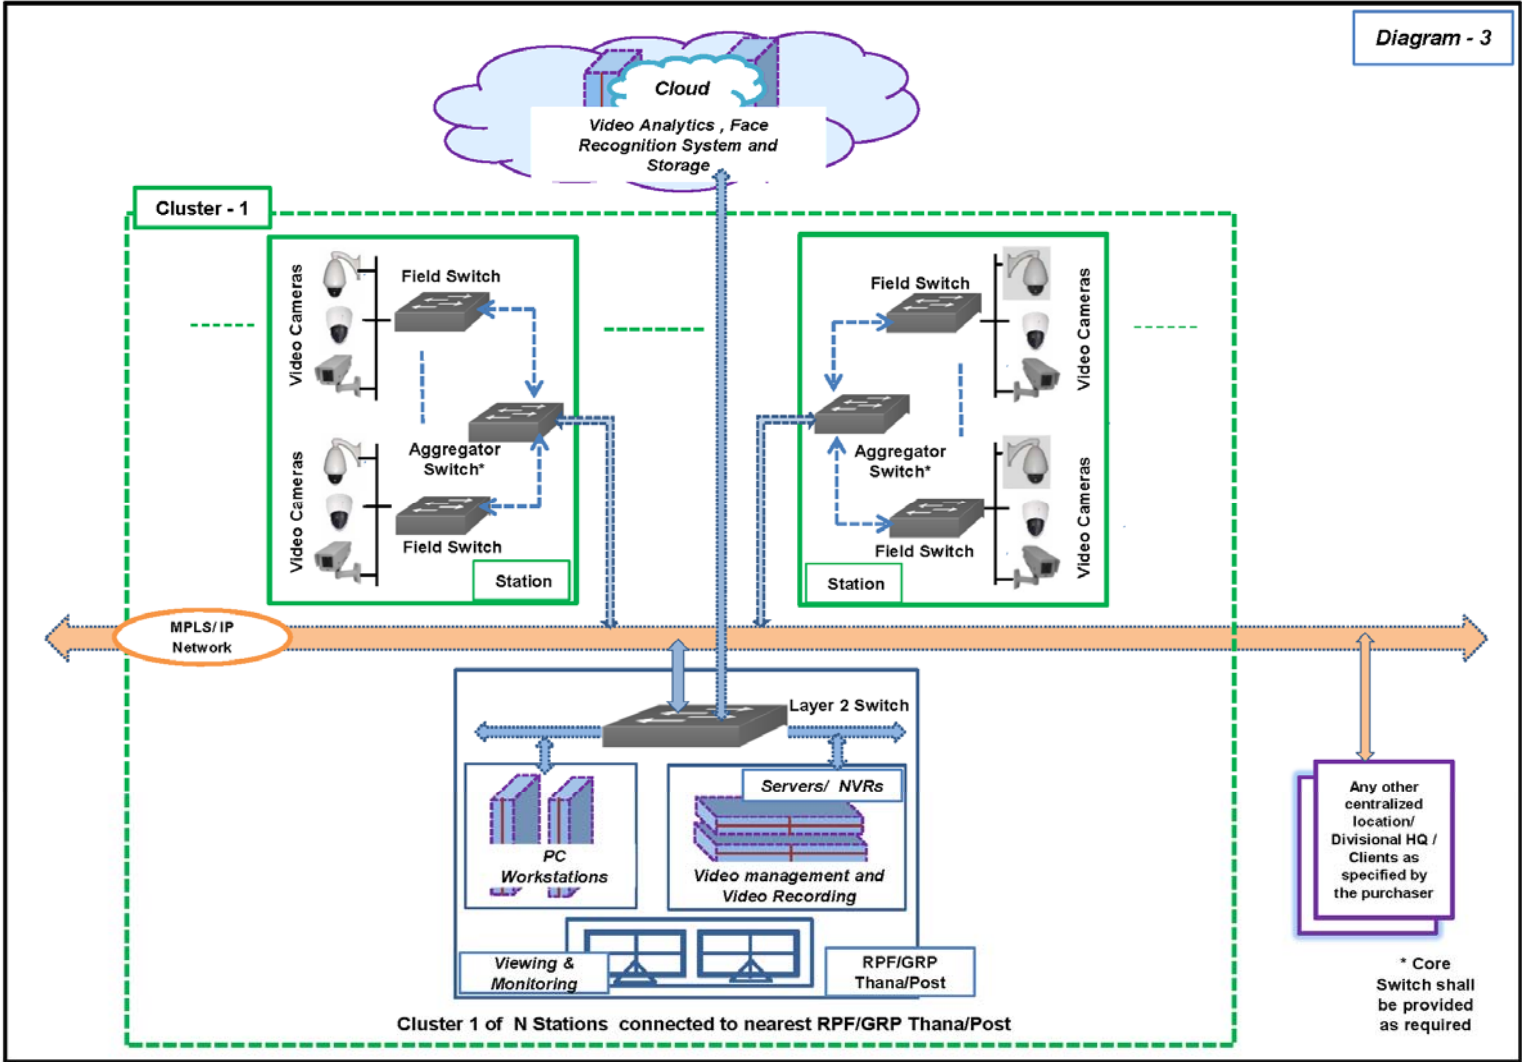 Diagram - 3
Cloud
Video Analytics , Face
Recognition System and
Storage
Cluster - 1
Video Cameras
Field Switch
Aggregator
Switch*
Video Cameras
Field Switch
Station
Field Switch
Video Cameras
Aggregator
Switch*
Field Switch
Video Cameras
Station
MPLS/ IP
Network
Layer 2 Switch
Servers/ NVRs
PC
Workstations
Video management and
Video Recording
Viewing &
Monitoring
RPF/GRP
Thana/Post
Cluster 1 of N Stations connected to nearest RPF/GRP Thana/Post
Any other
centralized
location/
Divisional HQ /
Clients as
specified by
the purchaser
* Core
Switch shall
be provided
as required